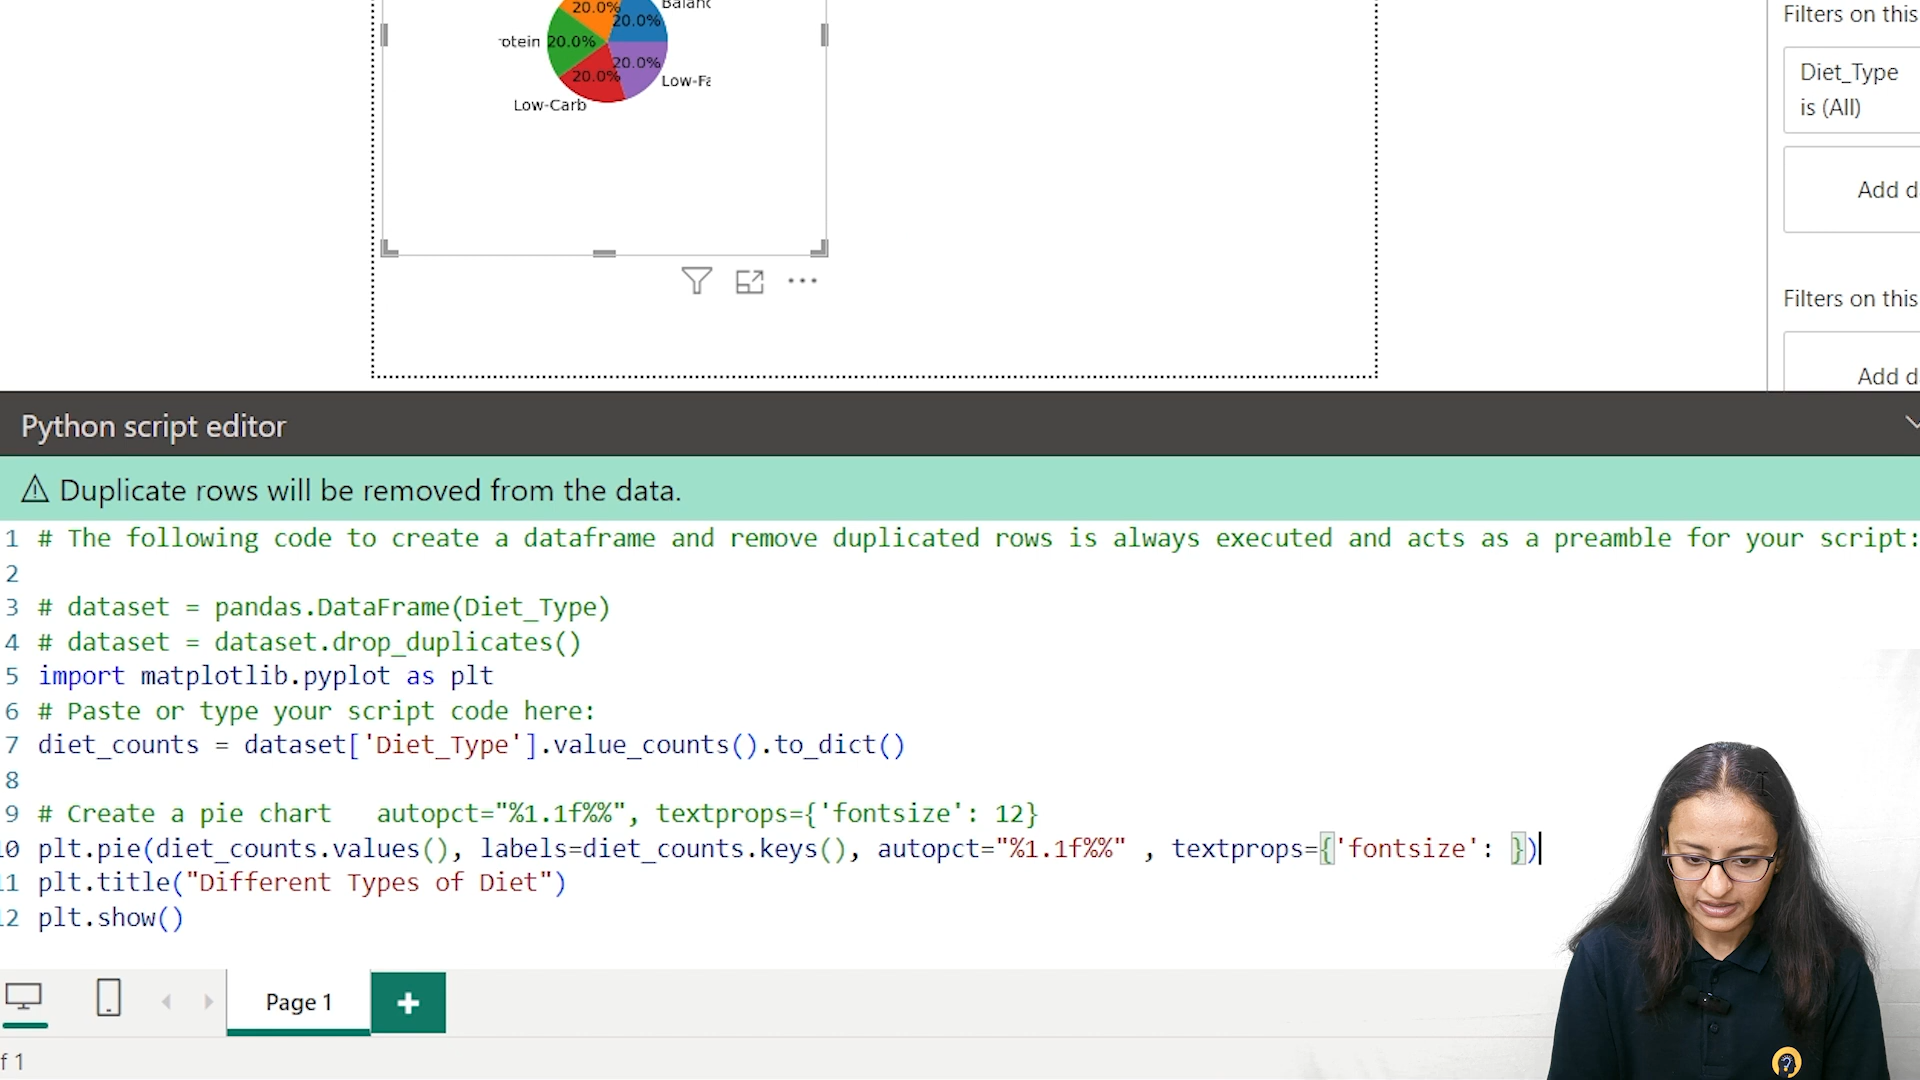 20.0%
20.0%
Balanc
otein
20.0%
20.0%
20.0%
Low-Fa
Low-Carb
Filters on this
Diet_Type
is (All)
Add d
Filters on this
Add d
Python script editor
Duplicate rows will be removed from the data.
1 # The following code to create a dataframe and remove duplicated rows is always executed and acts as a preamble for your script:
2
3 # dataset = pandas.DataFrame(Diet_Type)
4 # dataset = dataset.drop_duplicates()
5 import matplotlib.pyplot as plt
6 # Paste or type your script code here:
7 diet_counts = dataset['Diet_Type'].value_counts().to_dict()
8
9 # Create a pie chart   autopct="%1.1f%%", textprops={'fontsize': 12}
10 plt.pie(diet_counts.values(), labels=diet_counts.keys(), autopct="%1.1f%%" , textprops={'fontsize': })
11 plt.title("Different Types of Diet")
12 plt.show()
Page 1
f 1